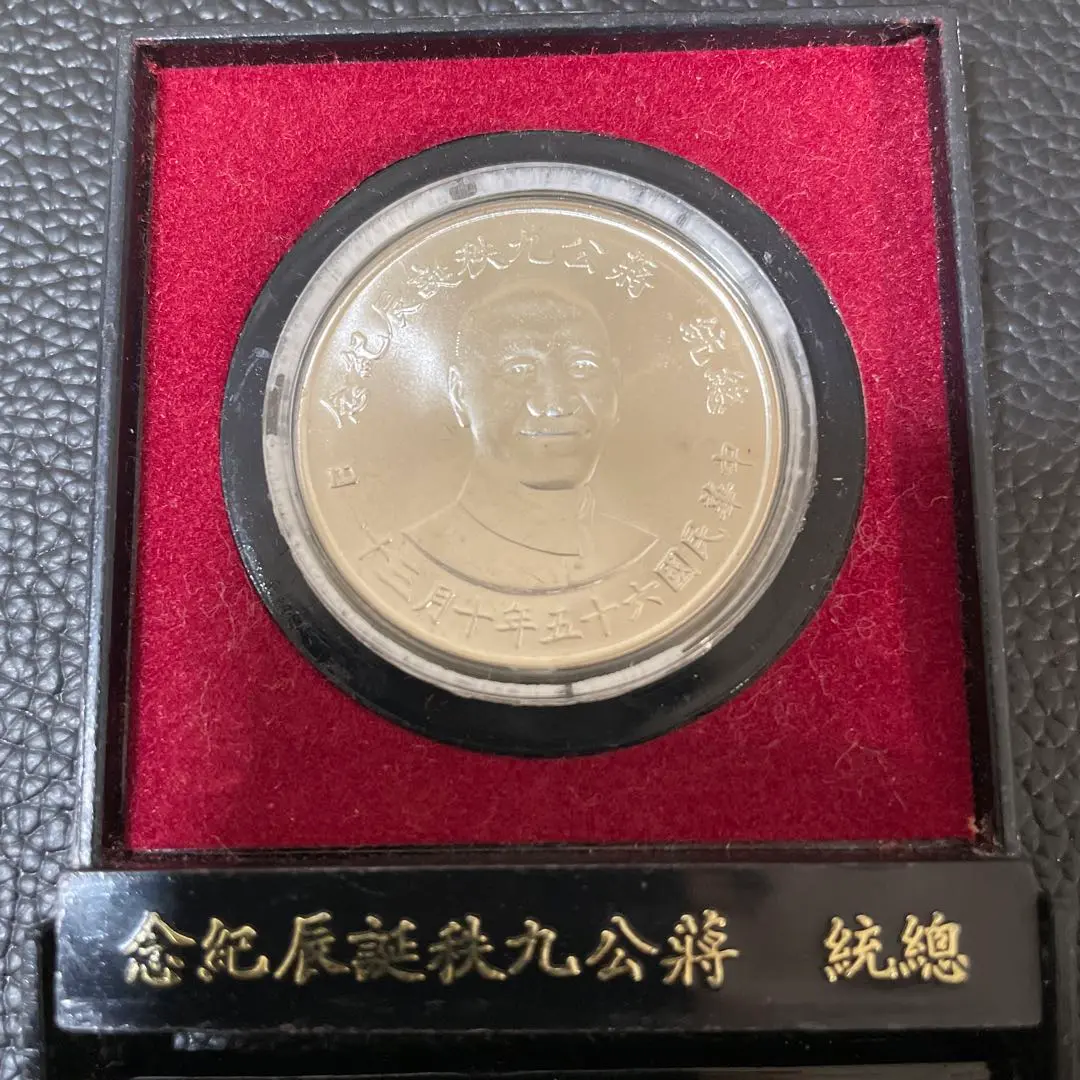 總統 蔣公九秩誕辰紀念
中華民國六十五年十月三十一日
總統 蔣公九秩誕辰紀念